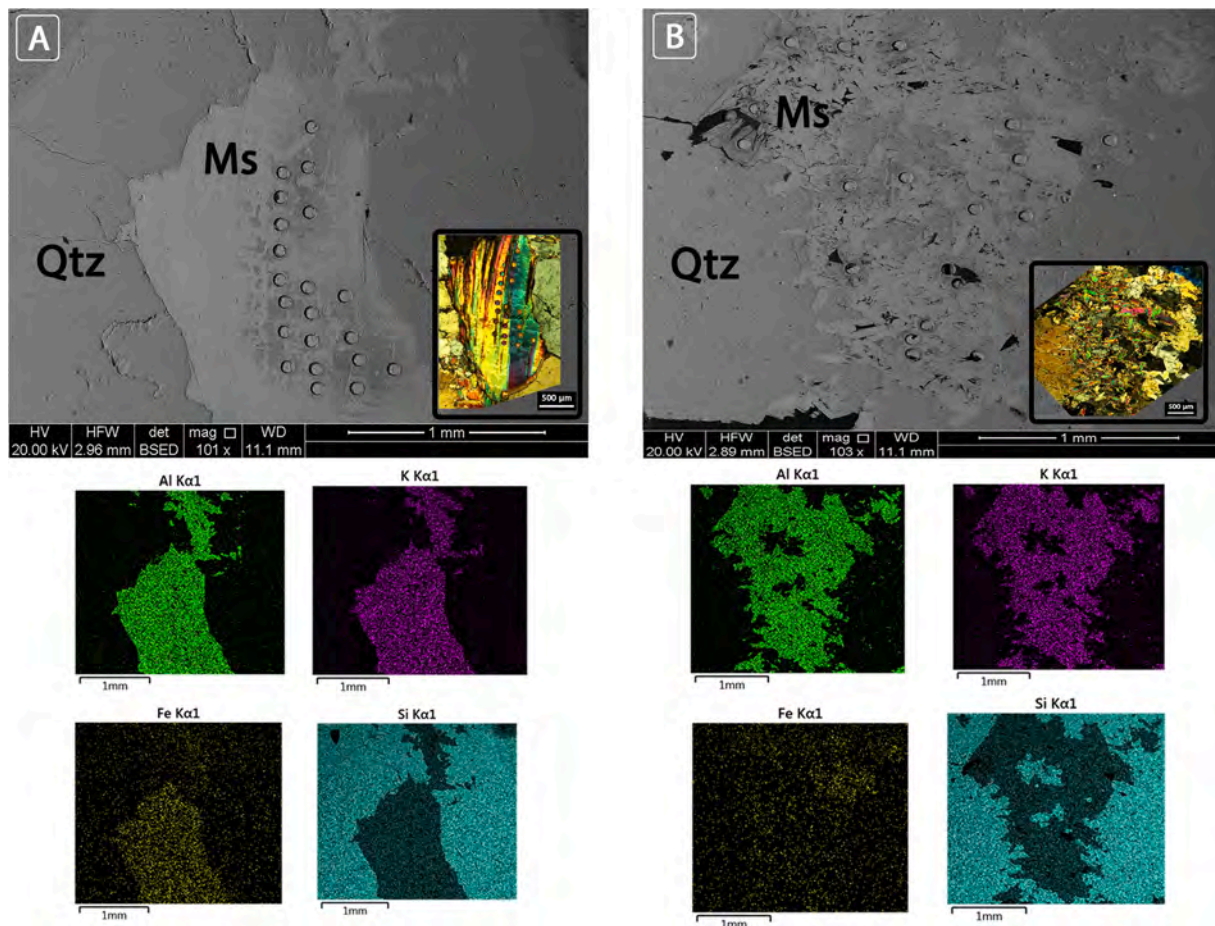 A
Ms
Qtz
500 µm
HV HFW det mag □ WD
20.00 kV 2.96 mm BSED 101 x 11.1 mm
1 mm
B
Ms
Qtz
500 µm
HV HFW det mag □ WD
20.00 kV 2.89 mm BSED 103 x 11.1 mm
1 mm
Al Kα1
K Kα1
1mm
1mm
Fe Kα1
Si Kα1
1mm
1mm
Al Kα1
K Kα1
1mm
1mm
Fe Kα1
Si Kα1
1mm
1mm